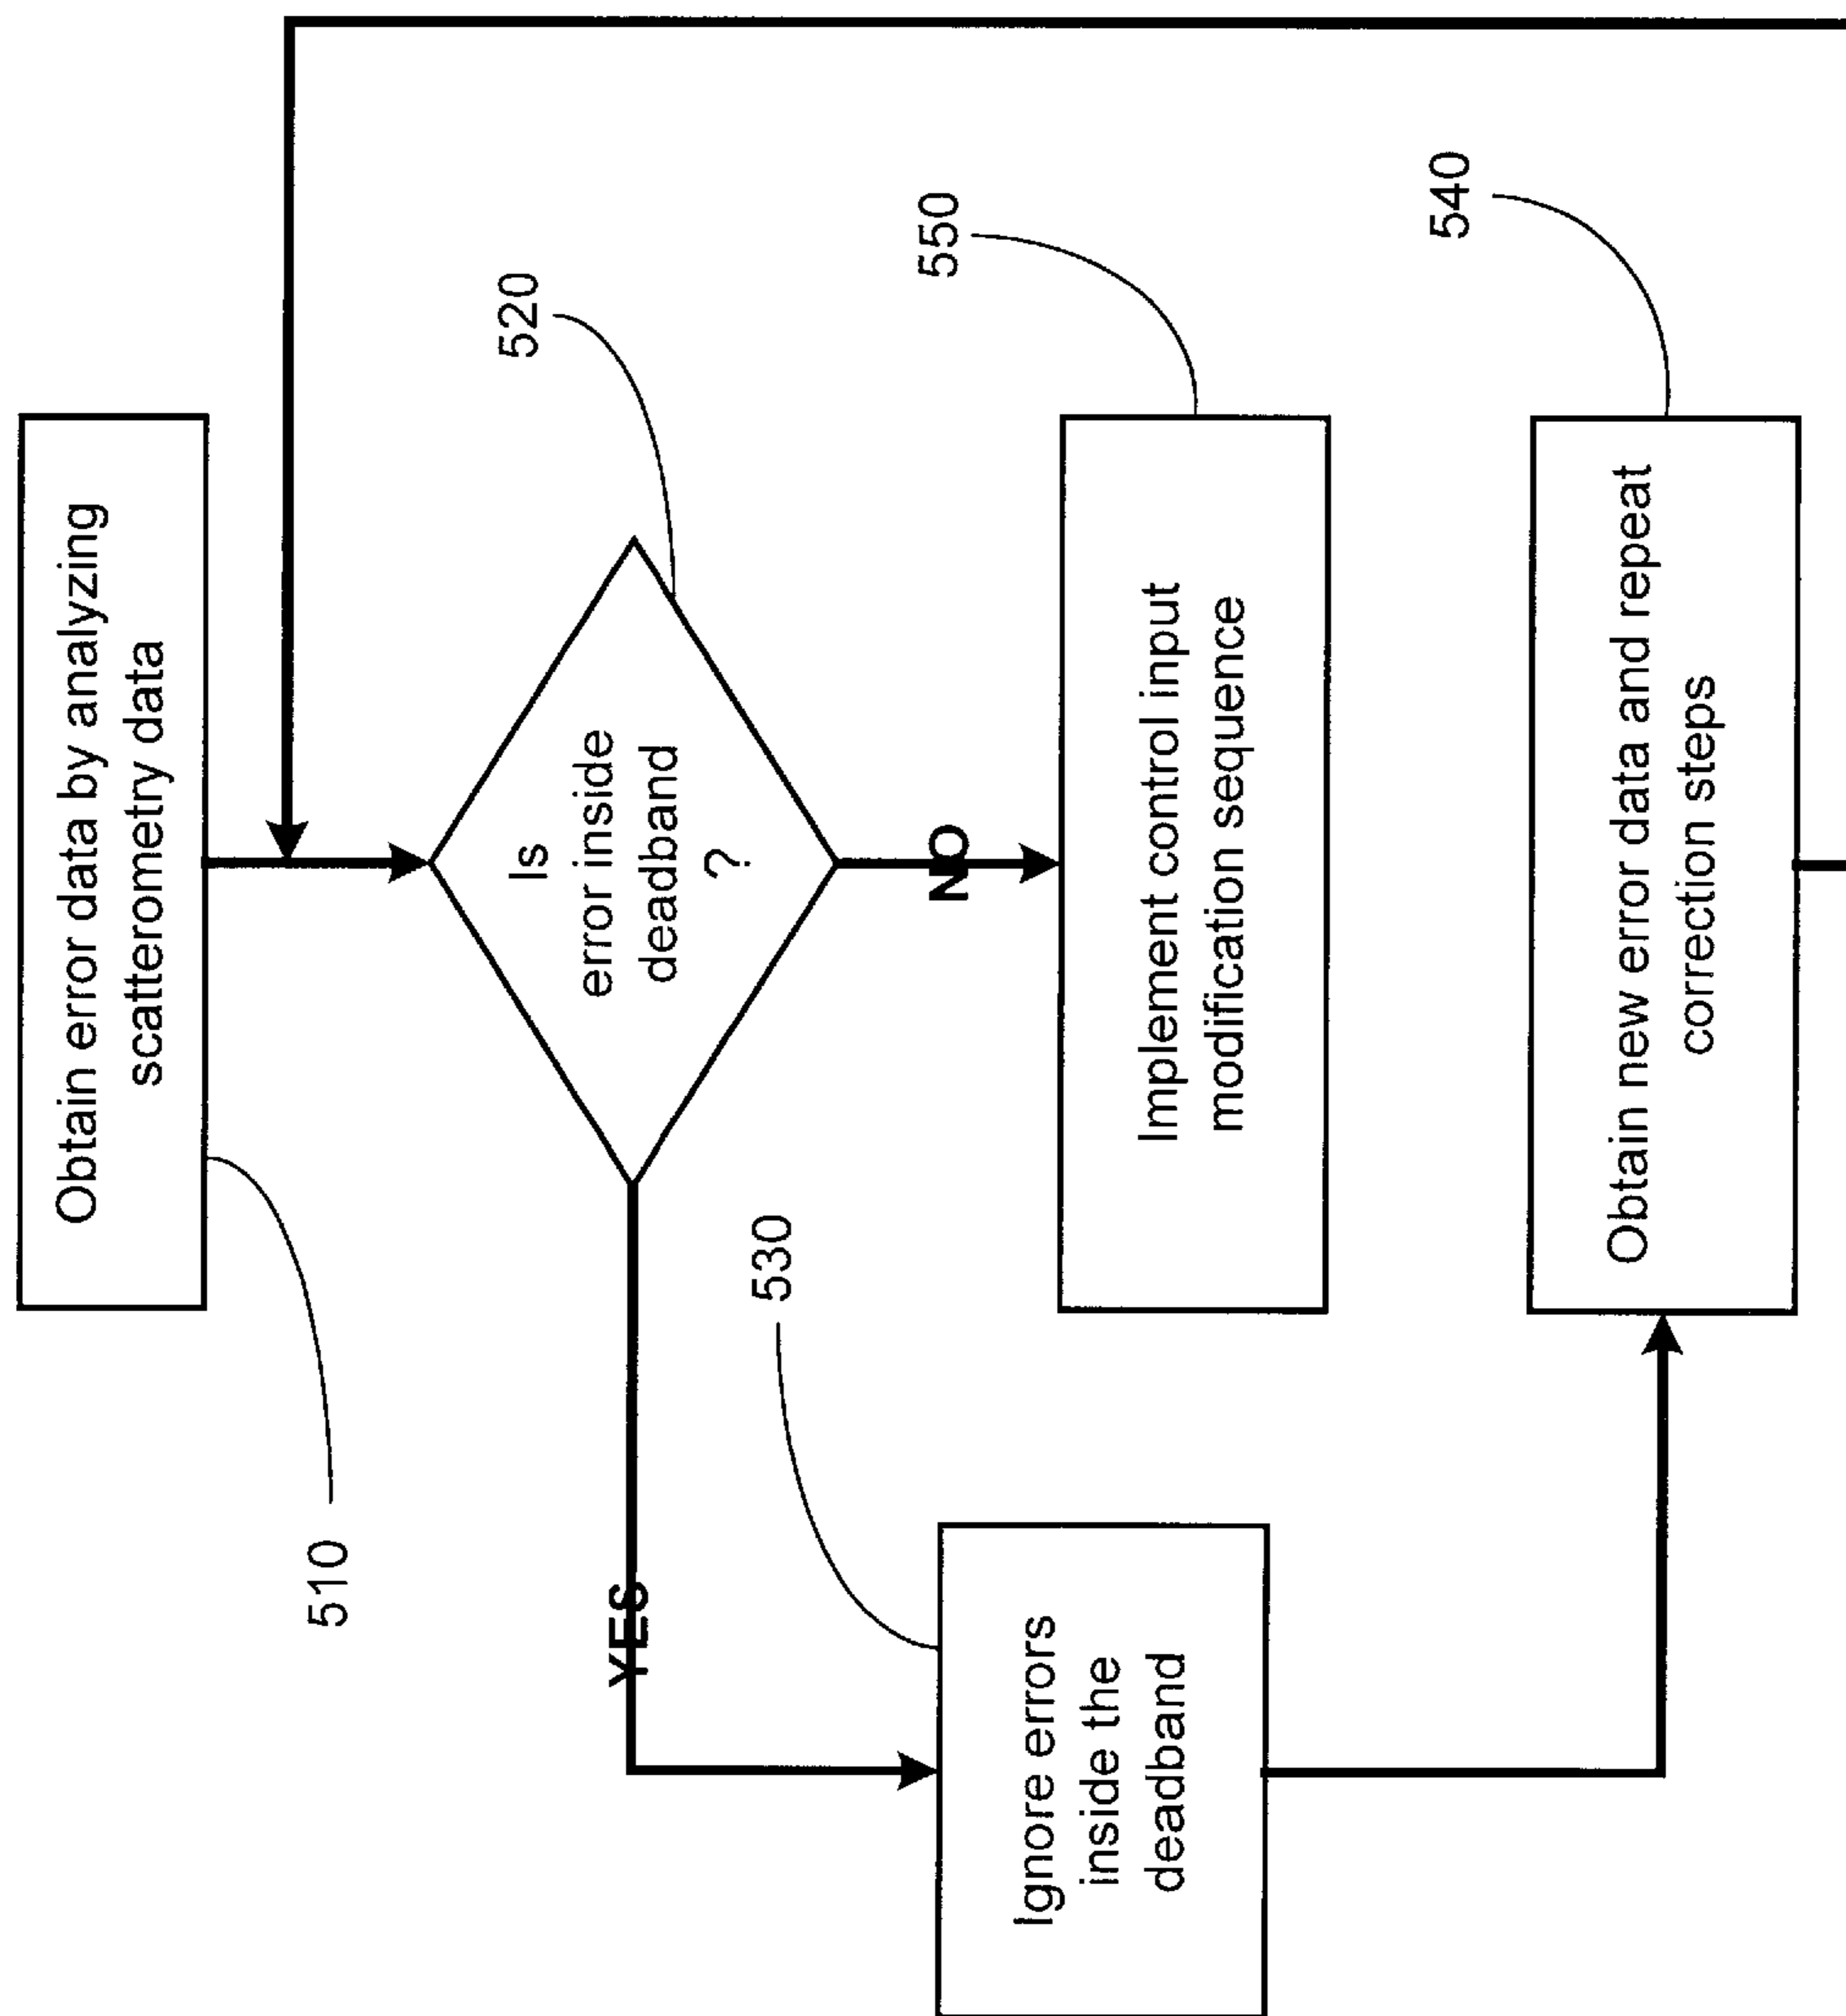 Obtain error data by analyzing
scatterometry data
510
Is
error inside
deadband
?
520
YES
NO
530
Ignore errors
inside the
deadband
Implement control input
modification sequence
550
Obtain new error data and repeat
correction steps
540